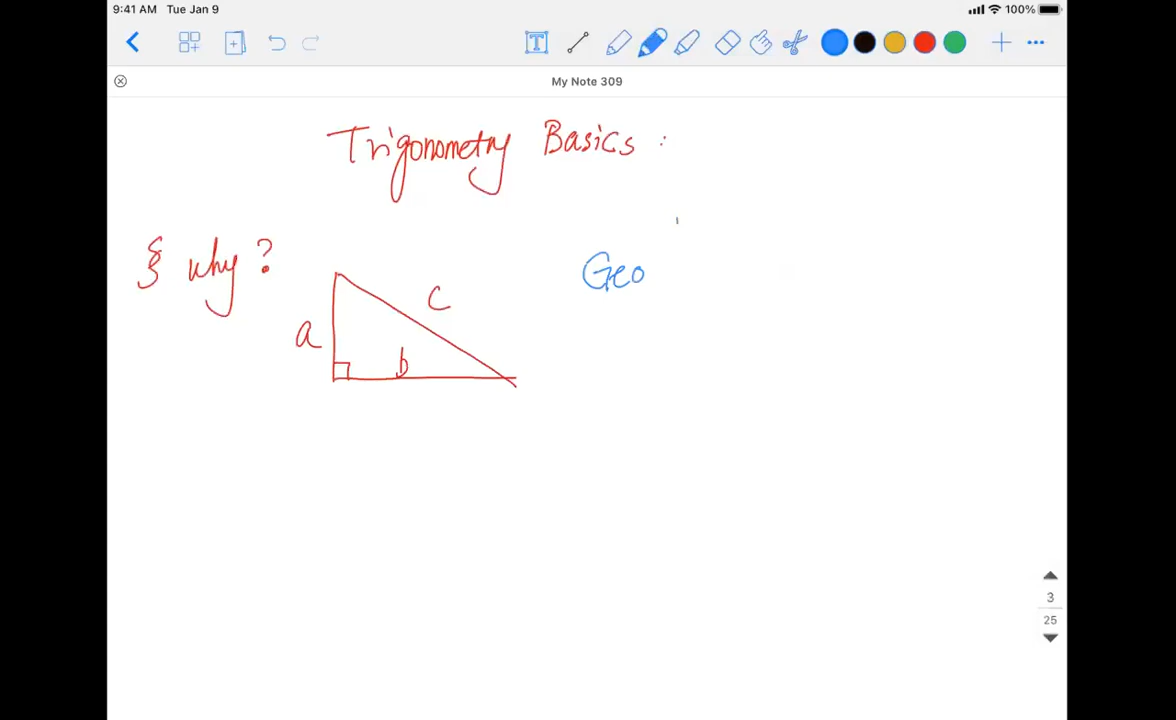 9:41 AM Tue Jan 9
100%
T
My Note 309
Trigonometry Basics :
§ why ?
Geo
c
a
b
3
25